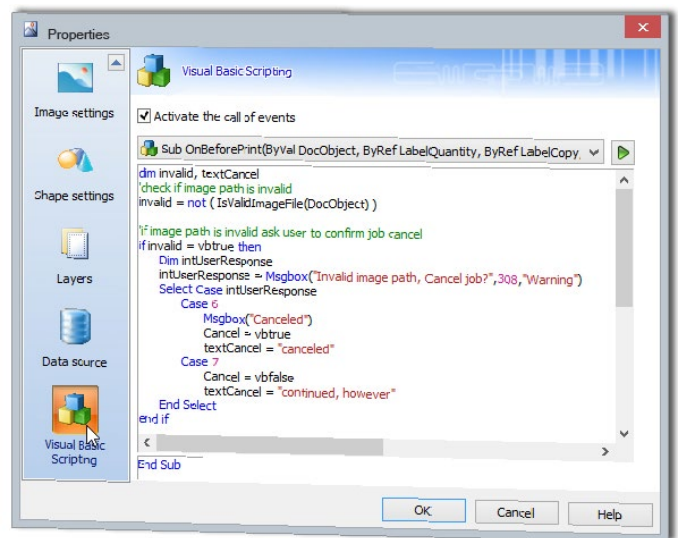 Properties
Visual Basic Scripting
Image settings
Activate the call of events
Sub OnBeforePrint(ByVal DocObject, ByRef LabelQuantity, ByRef LabelCopy,
Shape settings
Layers
Data source
Visual Basic
Scripting
dim invalid, textCancel
'check if image path is invalid
invalid = not ( IsValidImageFile(DocObject) )
'if image path is invalid ask user to confirm job cancel
if invalid = vbtrue then
Dim intUserResponse
intUserResponse = Msgbox("Invalid image path, Cancel job?",308,"Warning")
Select Case intUserResponse
Case 6
Msgbox("Canceled")
Cancel = vbtrue
textCancel = "canceled"
Case 7
Cancel = vbfalse
textCancel = "continued, however"
End Select
end if
End Sub
OK
Cancel
Help